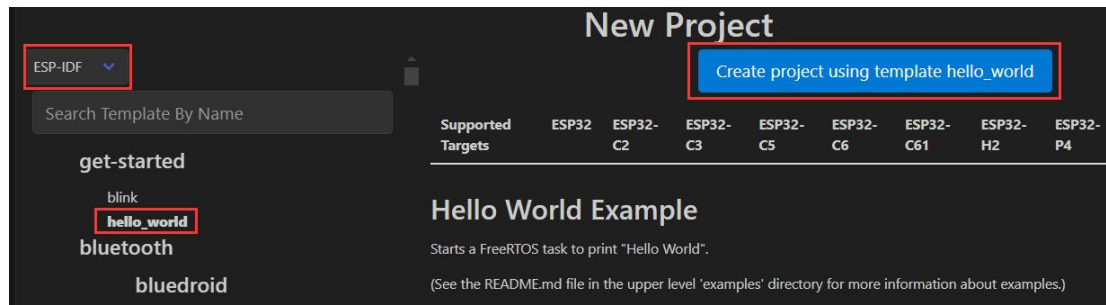 New Project
ESP-IDF
Create project using template hello_world
Search Template By Name
get-started
blink
hello_world
bluetooth
bluedroid
Supported ESP32 ESP32- ESP32- ESP32- ESP32- ESP32- ESP32- ESP32-
Targets C2 C3 C5 C6 C61 H2 P4
Hello World Example
Starts a FreeRTOS task to print "Hello World".
(See the README.md file in the upper level 'examples' directory for more information about examples.)